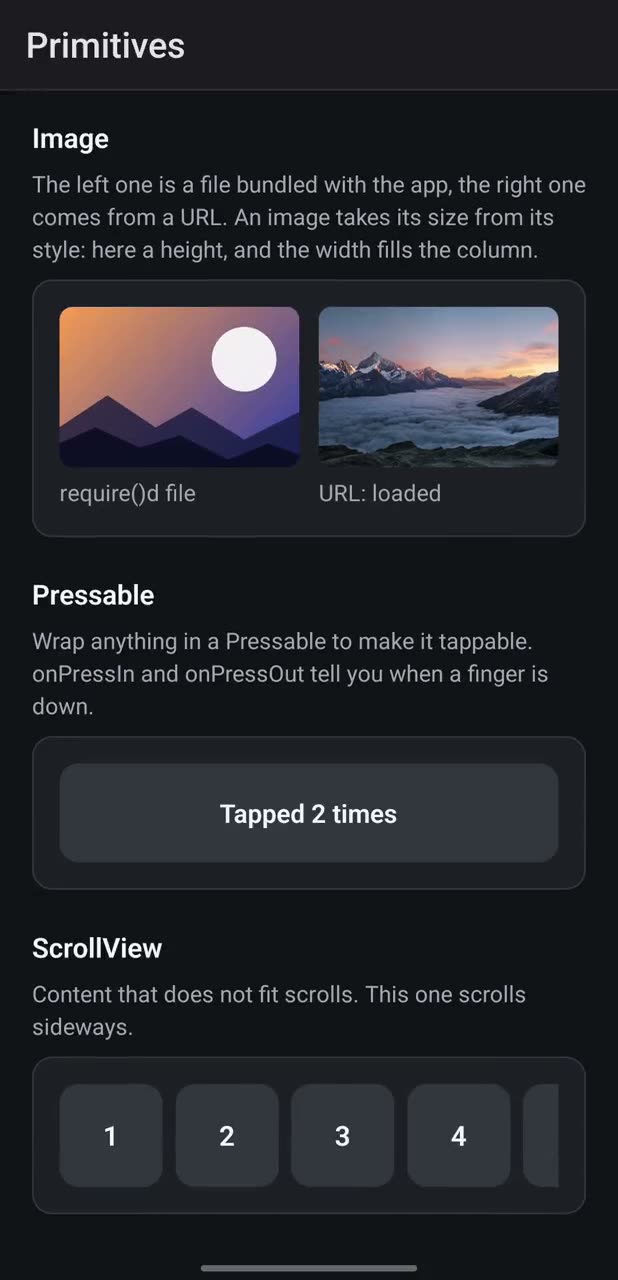 Primitives
Image
The left one is a file bundled with the app, the right one
comes from a URL. An image takes its size from its
style: here a height, and the width fills the column.
require()d file
URL: loaded
Pressable
Wrap anything in a Pressable to make it tappable.
onPressIn and onPressOut tell you when a finger is
down.
Tapped 2 times
ScrollView
Content that does not fit scrolls. This one scrolls
sideways.
1
2
3
4